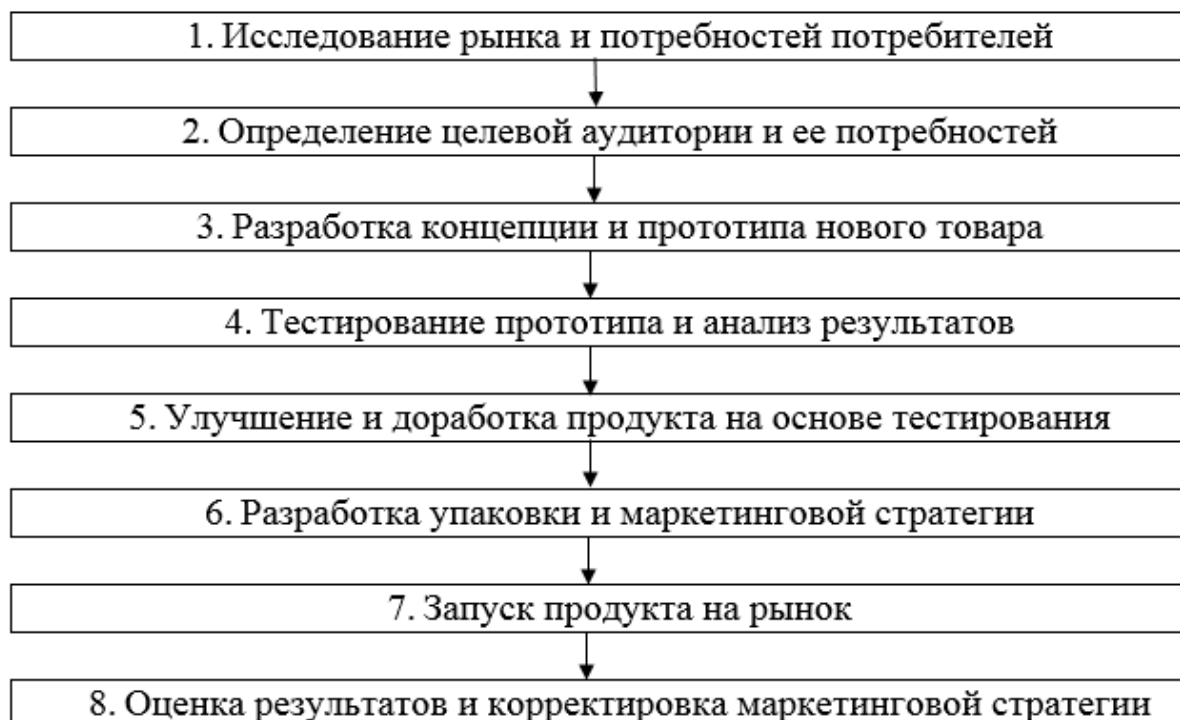 1. Исследование рынка и потребностей потребителей
2. Определение целевой аудитории и ее потребностей
3. Разработка концепции и прототипа нового товара
4. Тестирование прототипа и анализ результатов
5. Улучшение и доработка продукта на основе тестирования
6. Разработка упаковки и маркетинговой стратегии
7. Запуск продукта на рынок
8. Оценка результатов и корректировка маркетинговой стратегии